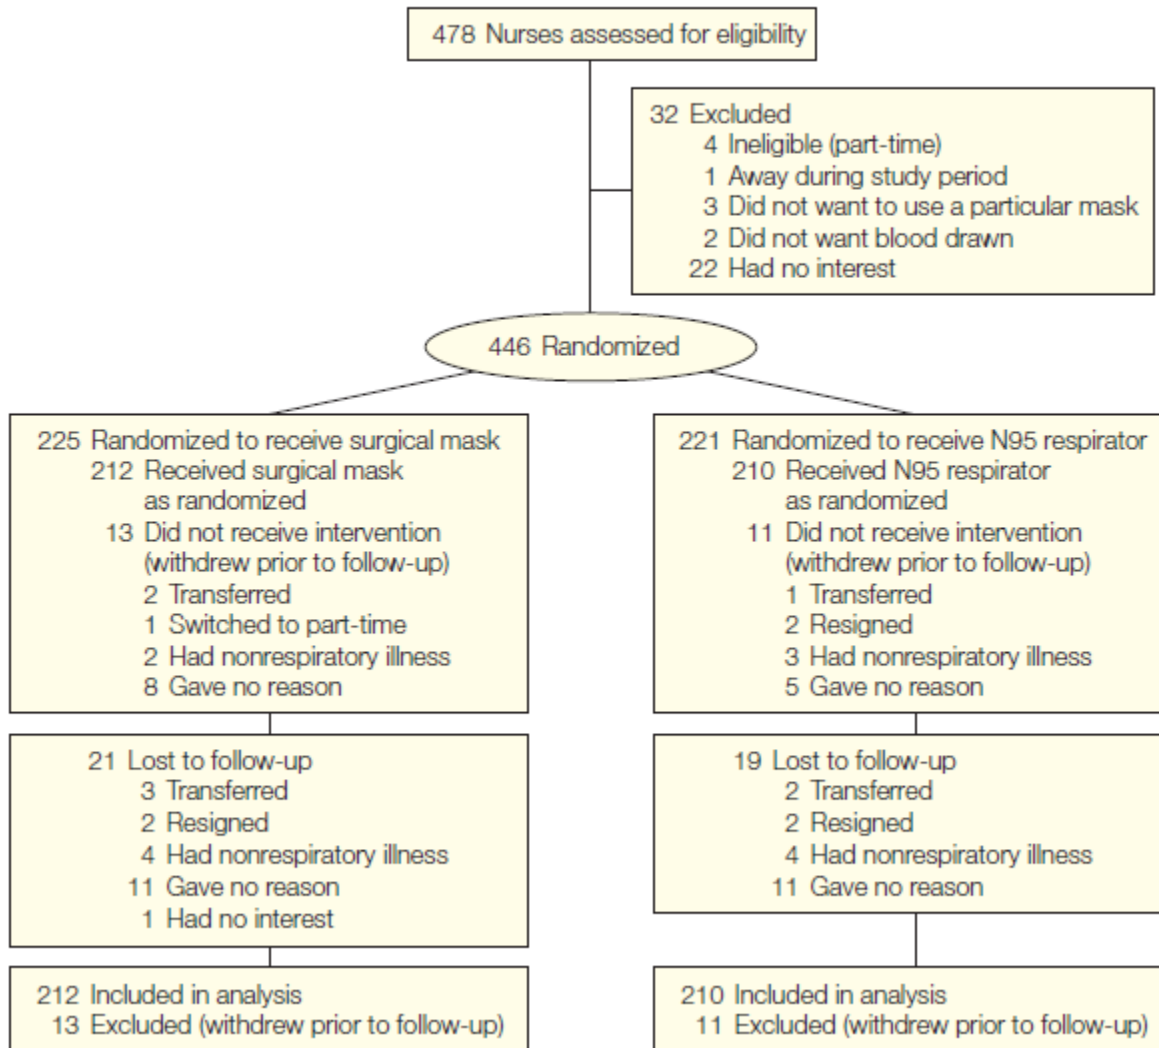 478 Nurses assessed for eligibility
32 Excluded
4 Ineligible (part-time)
1 Away during study period
3 Did not want to use a particular mask
2 Did not want blood drawn
22 Had no interest
446 Randomized
225 Randomized to receive surgical mask
212 Received surgical mask
as randomized
13 Did not receive intervention
(withdrew prior to follow-up)
2 Transferred
1 Switched to part-time
2 Had nonrespiratory illness
8 Gave no reason
221 Randomized to receive N95 respirator
210 Received N95 respirator
as randomized
11 Did not receive intervention
(withdrew prior to follow-up)
1 Transferred
2 Resigned
3 Had nonrespiratory illness
5 Gave no reason
21 Lost to follow-up
3 Transferred
2 Resigned
4 Had nonrespiratory illness
11 Gave no reason
1 Had no interest
19 Lost to follow-up
2 Transferred
2 Resigned
4 Had nonrespiratory illness
11 Gave no reason
212 Included in analysis
13 Excluded (withdrew prior to follow-up)
210 Included in analysis
11 Excluded (withdrew prior to follow-up)